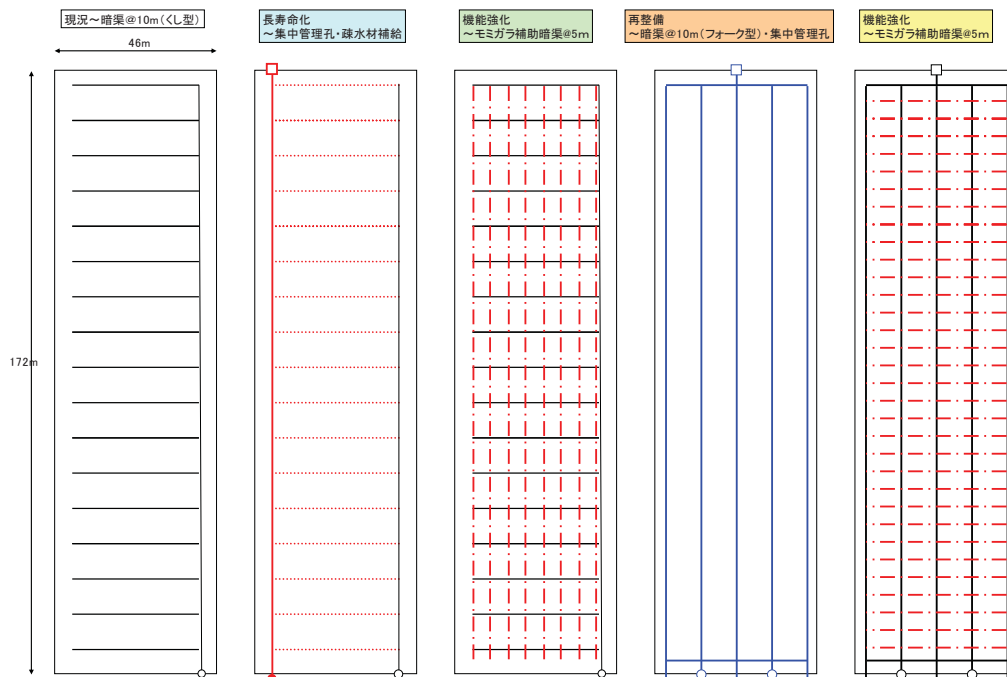 現況～暗渠＠10m（くし型）
長寿命化
～集中管理孔・疎水材補給
機能強化
～モミガラ補助暗渠＠5m
再整備
～暗渠＠10m（フォーク型）・集中管理孔
機能強化
～モミガラ補助暗渠＠5m
46m
172m